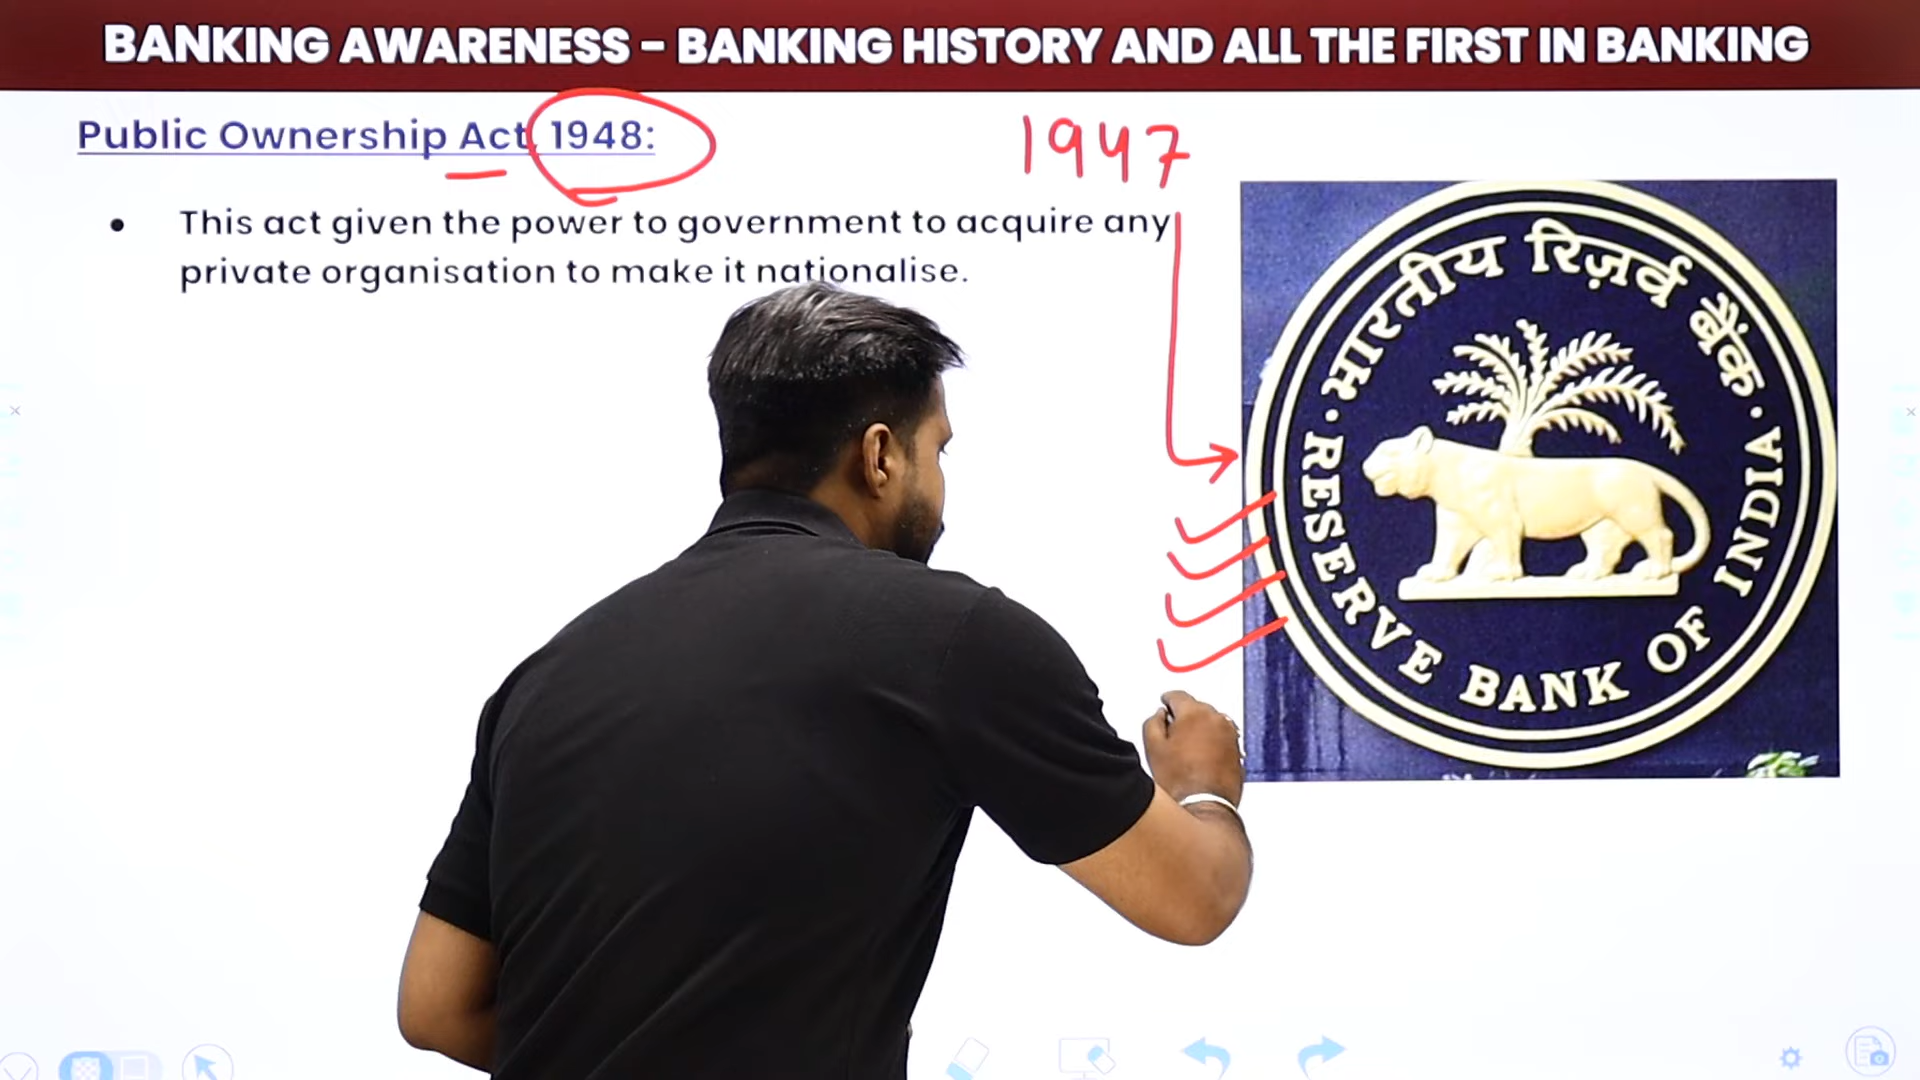 BANKING AWARENESS – BANKING HISTORY AND ALL THE FIRST IN BANKING
Public Ownership Act, 1948:
1947
• This act given the power to government to acquire any
private organisation to make it nationalise.
भारतीय रिज़र्व बैंक
RESERVE BANK OF INDIA